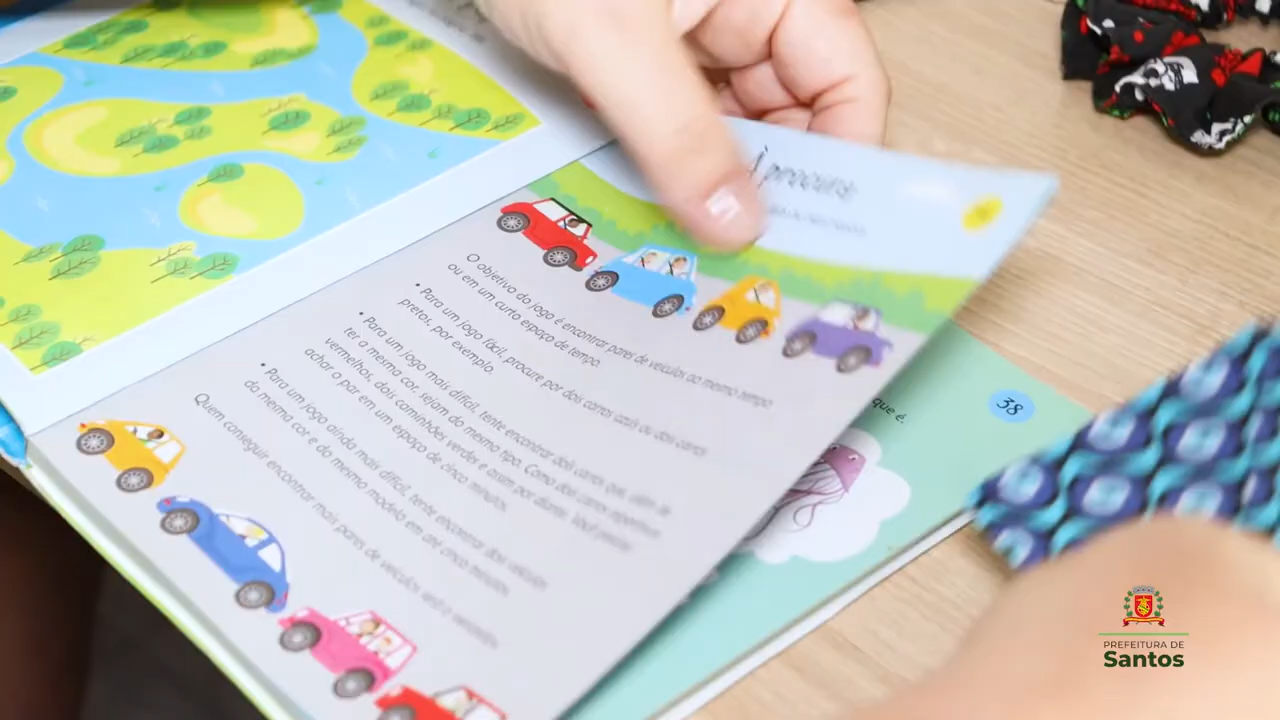 À procura
O objetivo do jogo é encontrar pares de veículos ao mesmo tempo
ou em um curto espaço de tempo.
• Para um jogo fácil, procure por dois carros azuis ou dois carros
pretos, por exemplo.
• Para um jogo mais difícil, tente encontrar dois carros que, além de
ter a mesma cor, sejam do mesmo tipo. Como dois carros esportivos
vermelhos, dois caminhões verdes e assim por diante. Você precisa
achar o par em um espaço de cinco minutos.
• Para um jogo ainda mais difícil, tente encontrar dois veículos
da mesma cor e do mesmo modelo em até cinco minutos.
Quem conseguir encontrar mais pares de veículos será o vencedor.
que é.
38
PREFEITURA DE
Santos